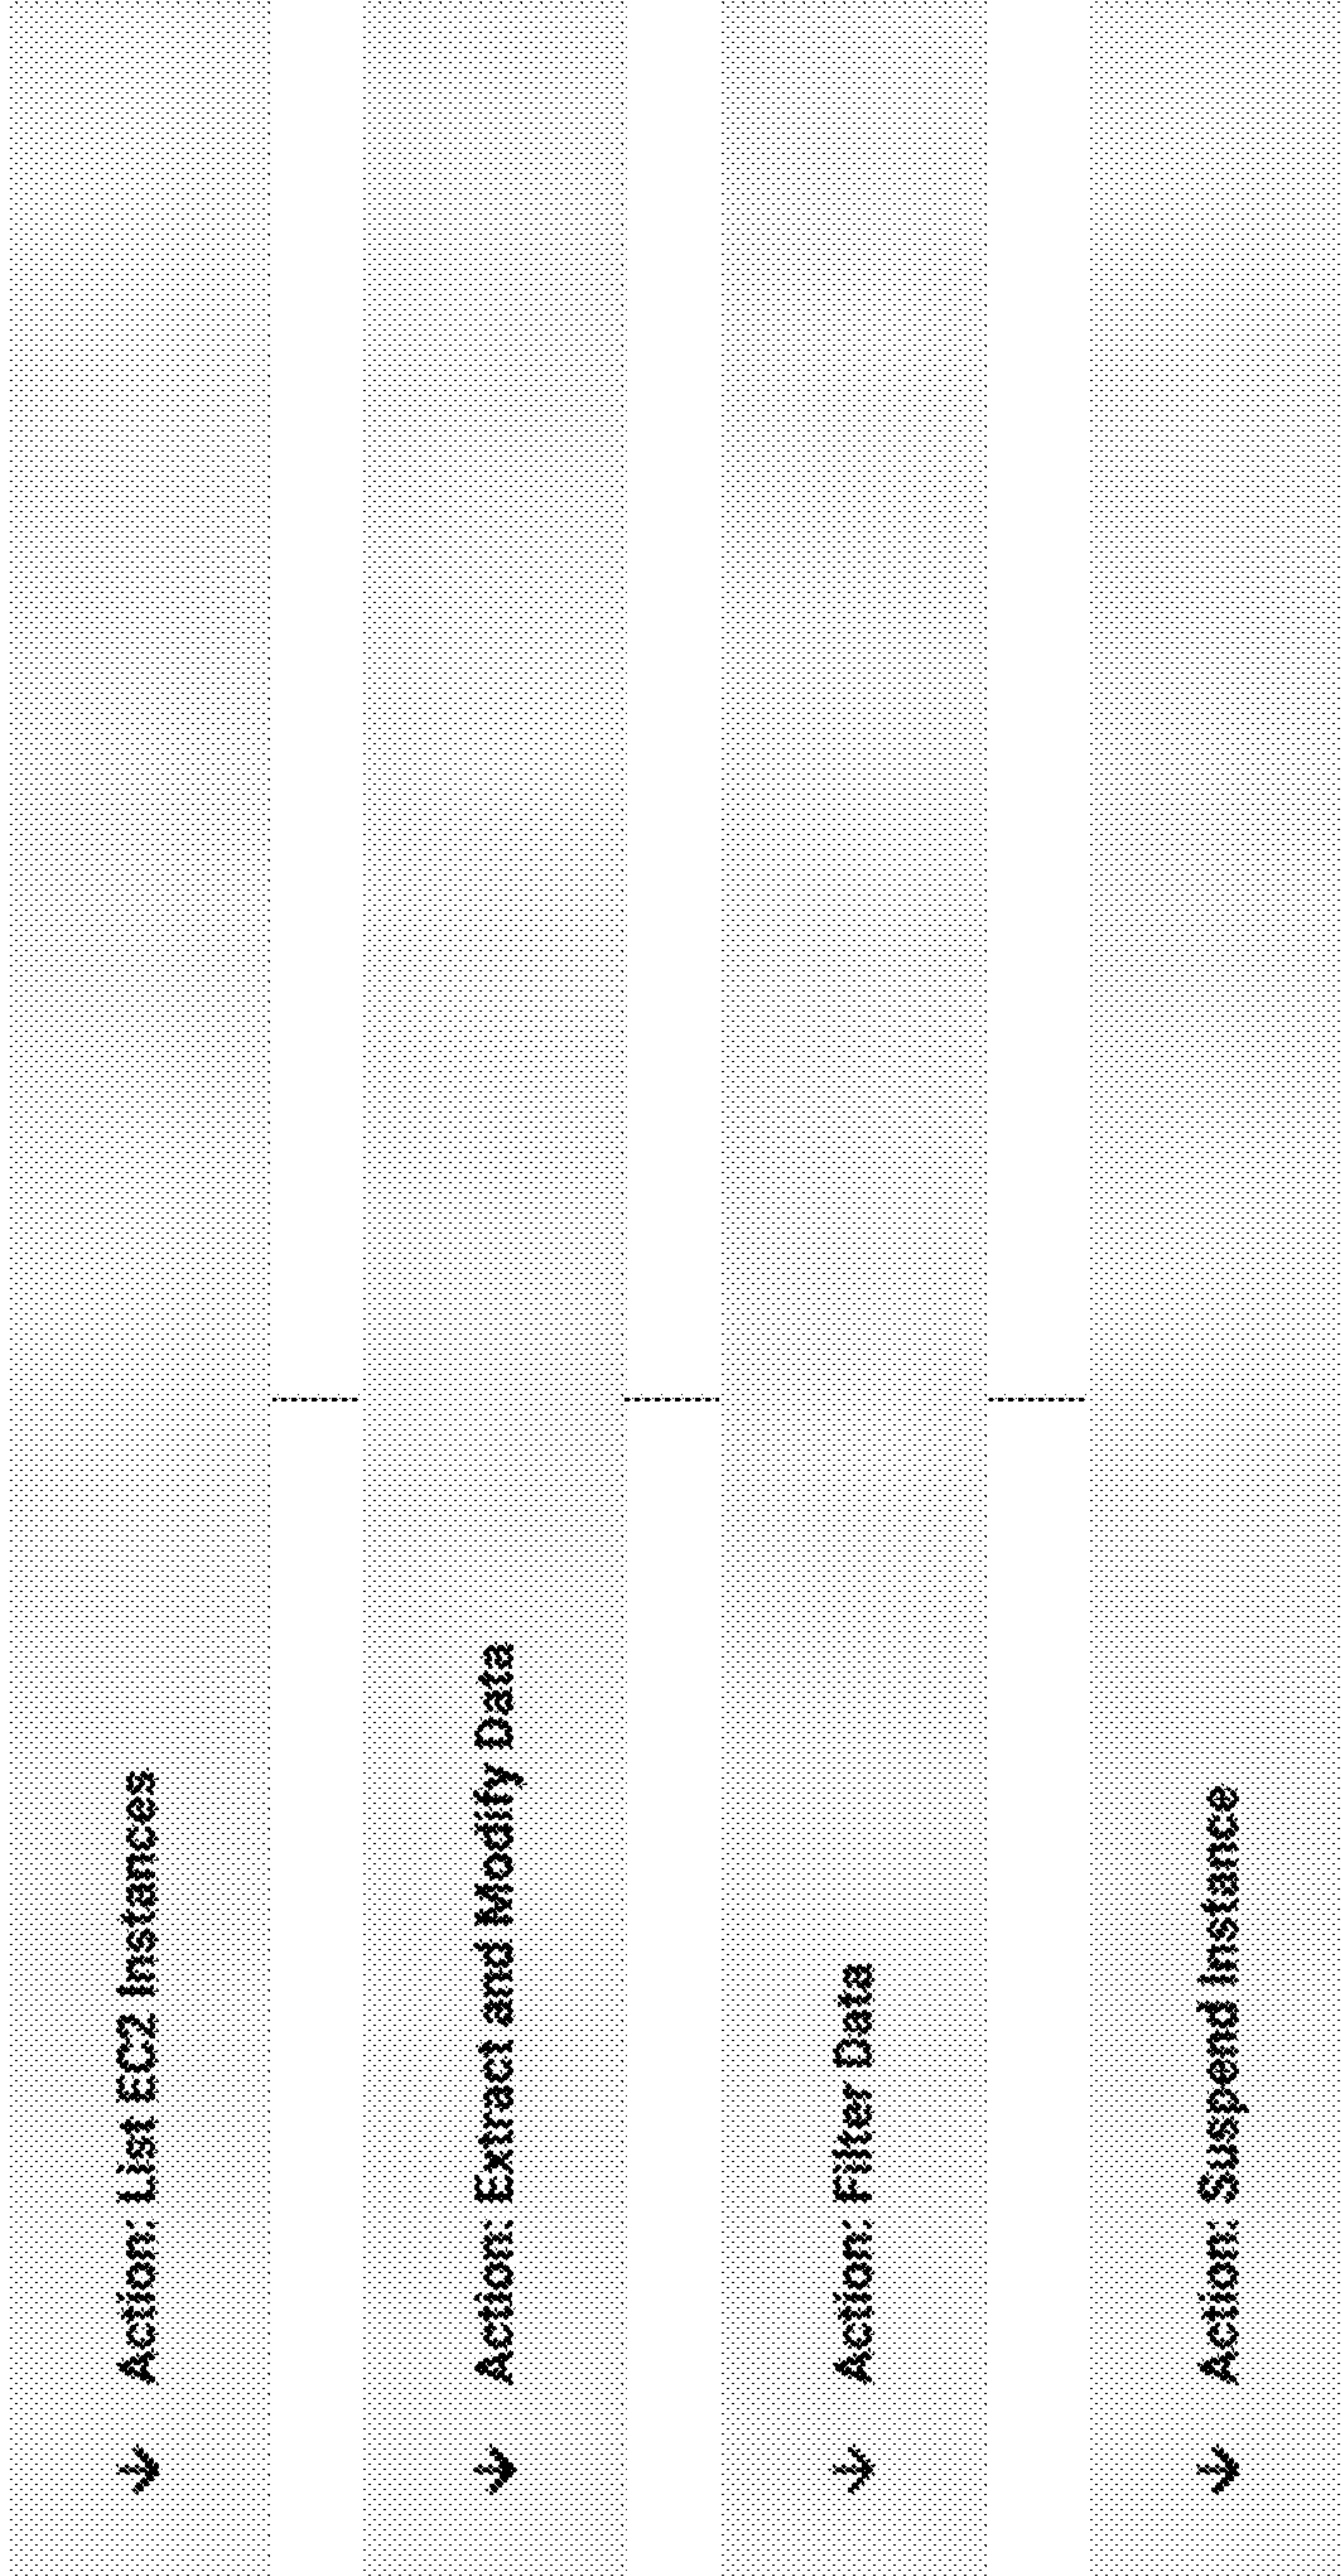 Action: List EC2 Instances
Action: Extract and Modify Data
Action: Filter Data
Action: Suspend Instance